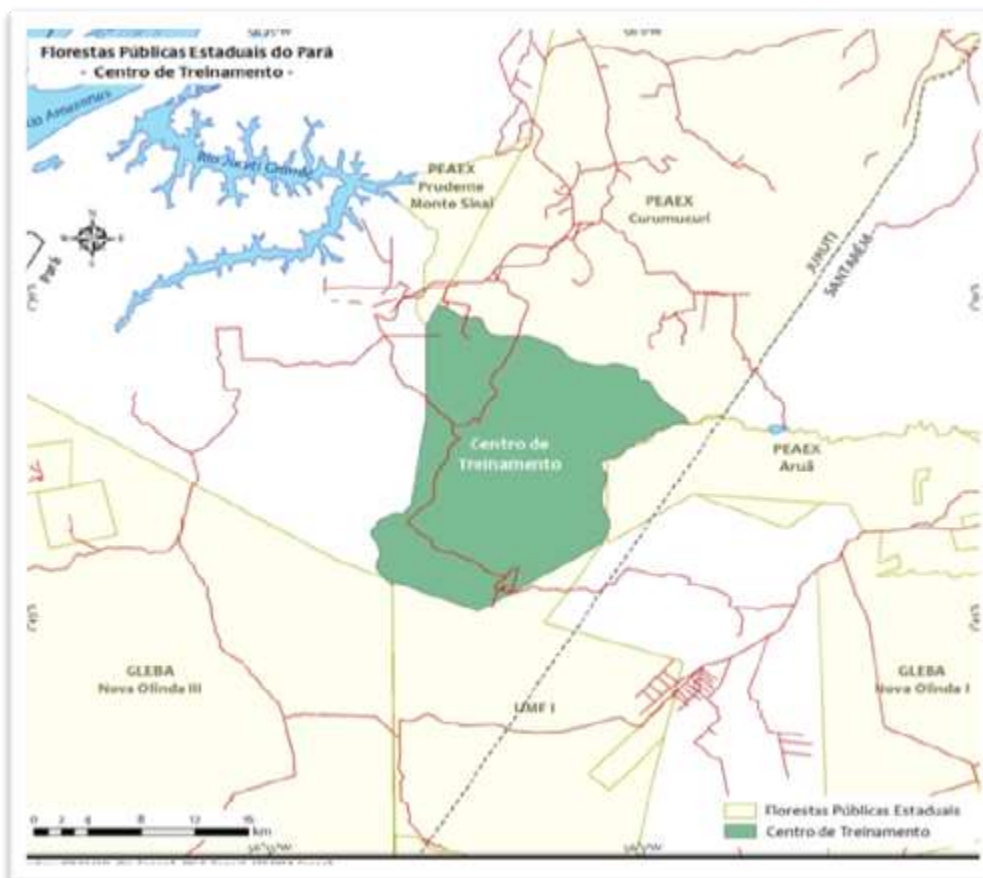 Florestas Públicas Estaduais do Pará
- Centro de Treinamento -
Amazonas
Rio Juruti Grande
PEAEX
Prudente
Monte Sinai
PEAEX
Curumucuri
JURUTI
SANTARÉM
Pará
Centro de
Treinamento
PEAEX
Aruã
GLEBA
Nova Olinda III
GLEBA
Nova Olinda I
UMF I
Florestas Públicas Estaduais
Centro de Treinamento
0 2 4 8 12 16
km